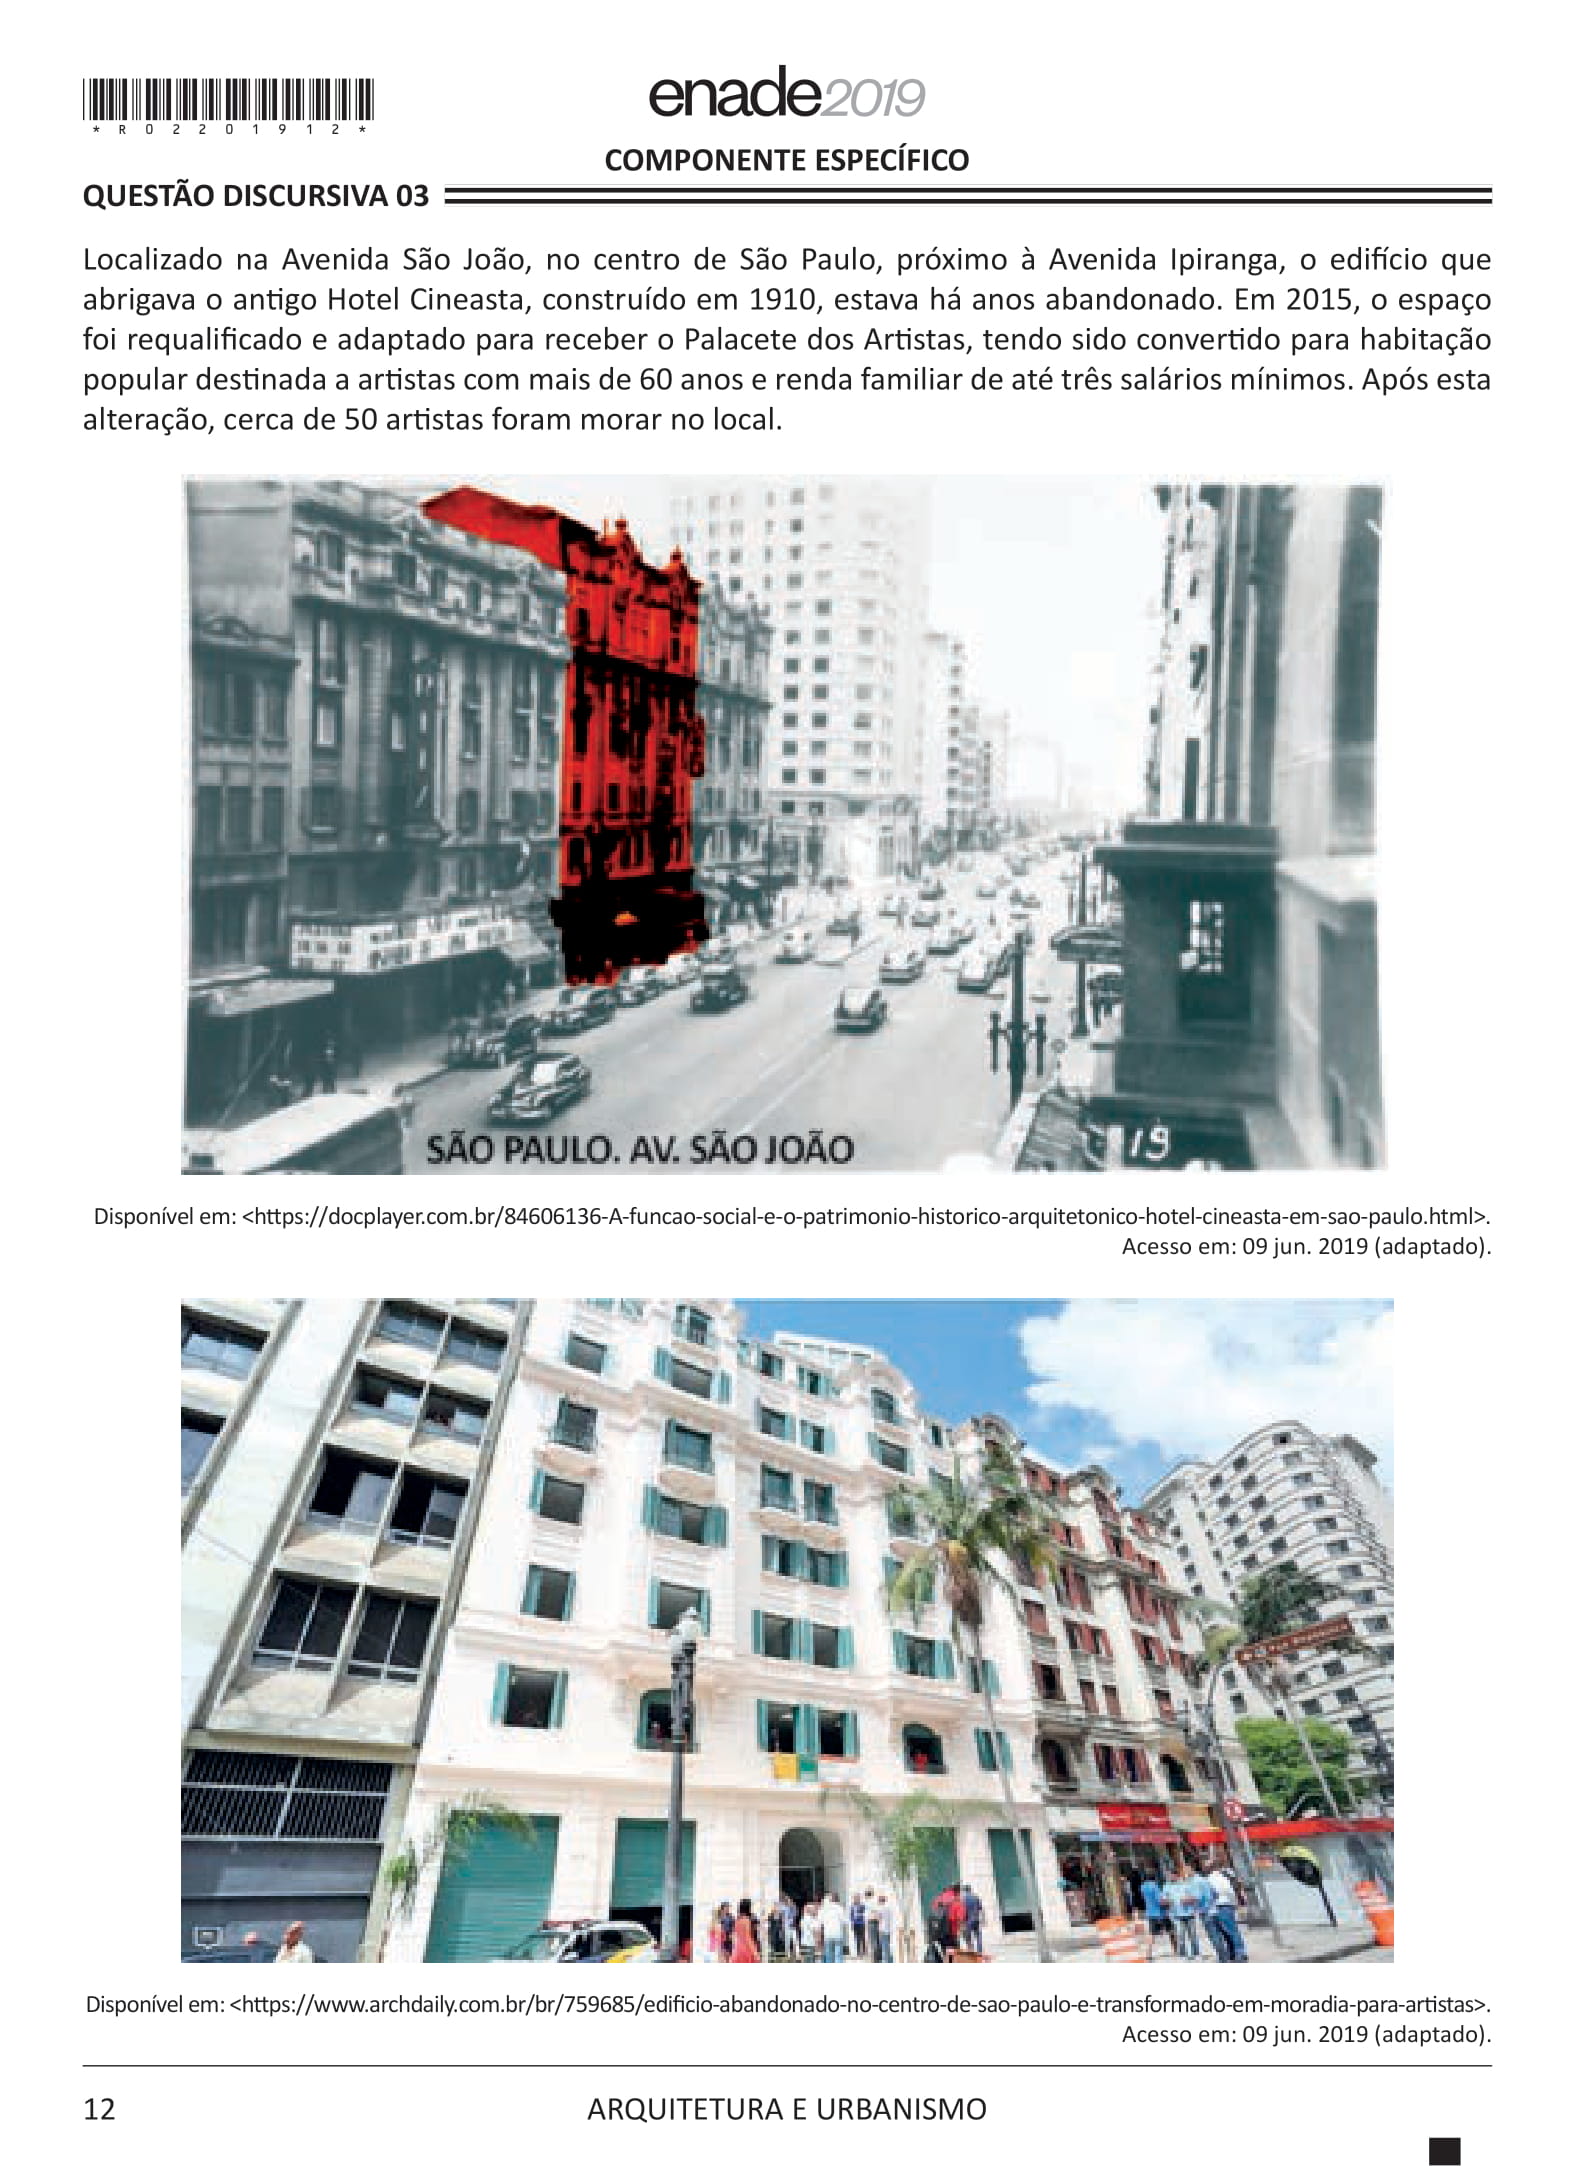 *R02201912*
enade2019
COMPONENTE ESPECÍFICO
QUESTÃO DISCURSIVA 03
Localizado na Avenida São João, no centro de São Paulo, próximo à Avenida Ipiranga, o edifício que
abrigava o antigo Hotel Cineasta, construído em 1910, estava há anos abandonado. Em 2015, o espaço
foi requalificado e adaptado para receber o Palacete dos Artistas, tendo sido convertido para habitação
popular destinada a artistas com mais de 60 anos e renda familiar de até três salários mínimos. Após esta
alteração, cerca de 50 artistas foram morar no local.
SÃO PAULO. AV. SÃO JOÃO
19
Disponível em: <https://docplayer.com.br/84606136-A-funcao-social-e-o-patrimonio-historico-arquitetonico-hotel-cineasta-em-sao-paulo.html>.
Acesso em: 09 jun. 2019 (adaptado).
Disponível em: <https://www.archdaily.com.br/br/759685/edificio-abandonado-no-centro-de-sao-paulo-e-transformado-em-moradia-para-artistas>.
Acesso em: 09 jun. 2019 (adaptado).
12
ARQUITETURA E URBANISMO